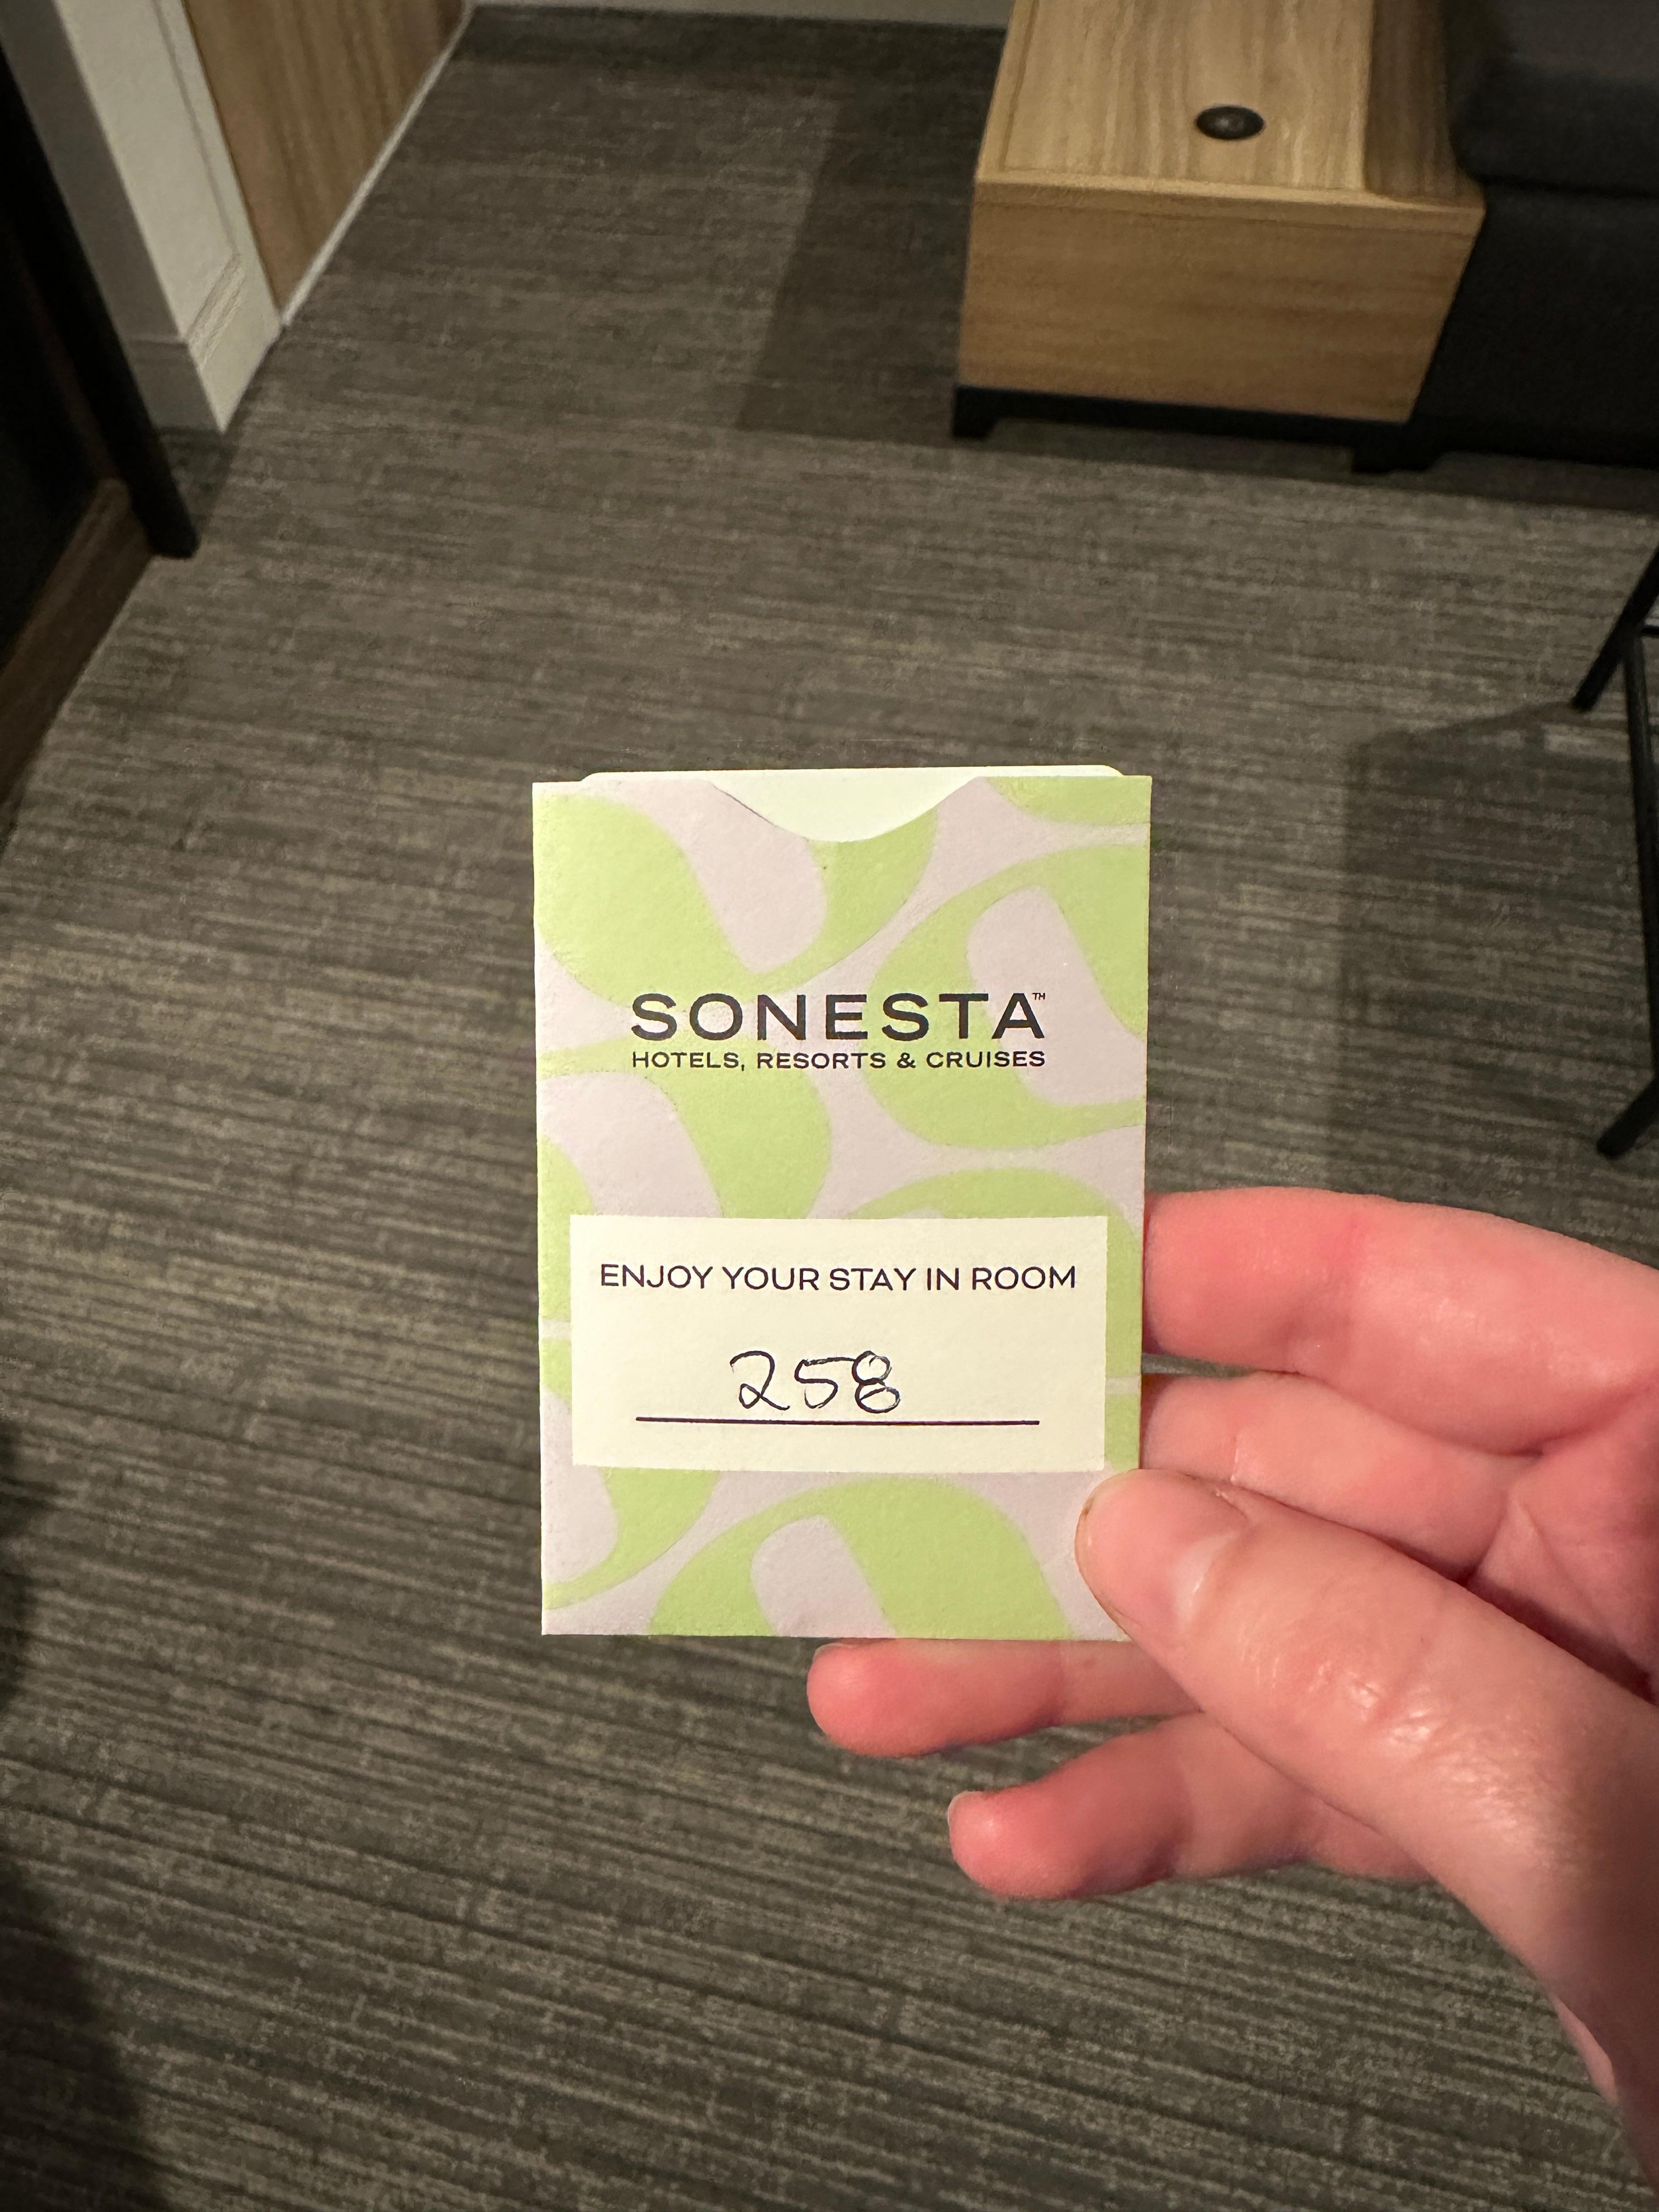 SONESTA™
HOTELS, RESORTS & CRUISES
ENJOY YOUR STAY IN ROOM
258